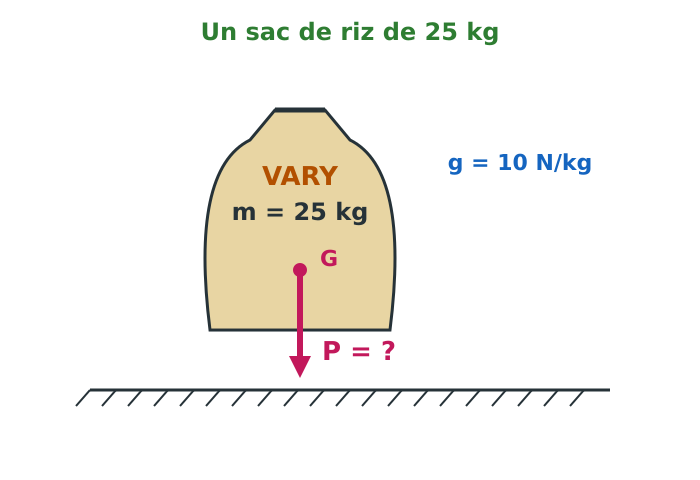 Un sac de riz de 25 kg
g = 10 N/kg
VARY
m = 25 kg
G
P = ?